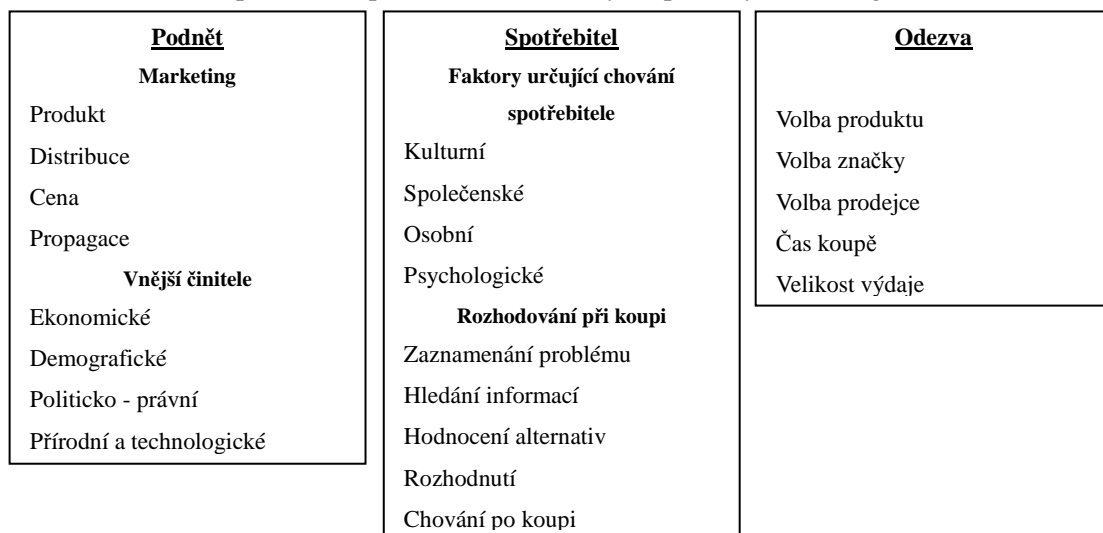 Podnět
Marketing
Produkt
Distribuce
Cena
Propagace
Vnější činitele
Ekonomické
Demografické
Politicko - právní
Přírodní a technologické
Spotřebitel
Faktory určující chování
spotřebitele
Kulturní
Společenské
Osobní
Psychologické
Rozhodování při koupi
Zaznamenání problému
Hledání informací
Hodnocení alternativ
Rozhodnutí
Chování po koupi
Odezva
Volba produktu
Volba značky
Volba prodejce
Čas koupě
Velikost výdaje